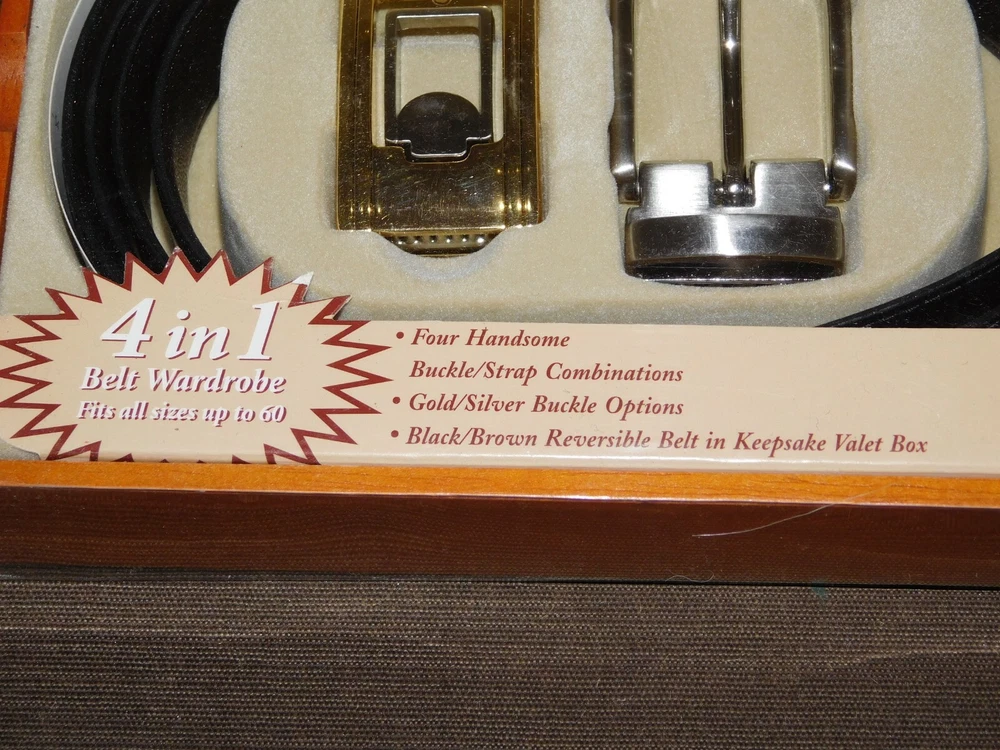 4 in 1
Belt Wardrobe
Fits all sizes up to 60
• Four Handsome
Buckle/Strap Combinations
• Gold/Silver Buckle Options
• Black/Brown Reversible Belt in Keepsake Valet Box